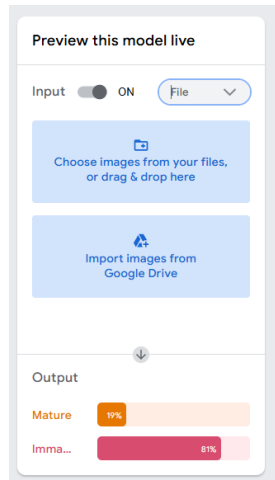 Preview this model live
Input ON File
Choose images from your files,
or drag & drop here
Import images from
Google Drive
Output
Mature 19%
Imma... 81%